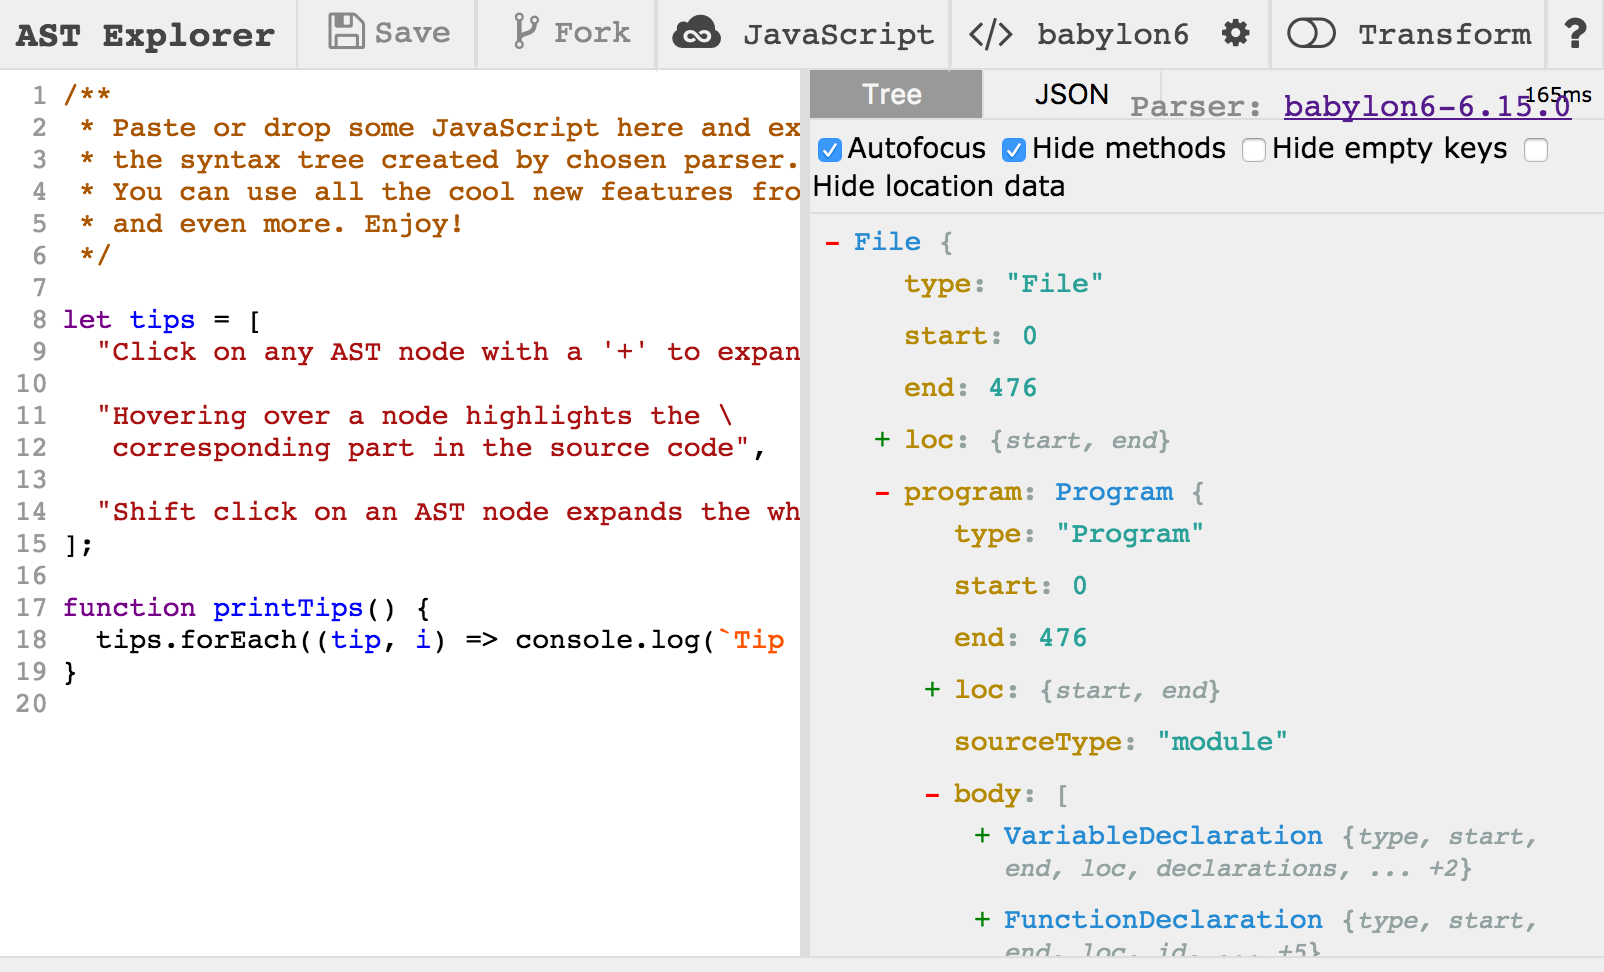 AST Explorer Save Fork JavaScript </> babylon6 Transform ?
1 /**
2 * Paste or drop some JavaScript here and ex
3 * the syntax tree created by chosen parser.
4 * You can use all the cool new features fro
5 * and even more. Enjoy!
6 */
7
8 let tips = [
9 "Click on any AST node with a '+' to expan
10
11 "Hovering over a node highlights the \
12 corresponding part in the source code",
13
14 "Shift click on an AST node expands the wh
15 ];
16
17 function printTips() {
18 tips.forEach((tip, i) => console.log(`Tip
19 }
20
Tree JSON Parser: babylon6-6.15.0 165ms
Autofocus Hide methods Hide empty keys
Hide location data
- File {
type: "File"
start: 0
end: 476
+ loc: {start, end}
- program: Program {
type: "Program"
start: 0
end: 476
+ loc: {start, end}
sourceType: "module"
- body: [
+ VariableDeclaration {type, start,
end, loc, declarations, ... +2}
+ FunctionDeclaration {type, start,
end, loc, id, ... +5}